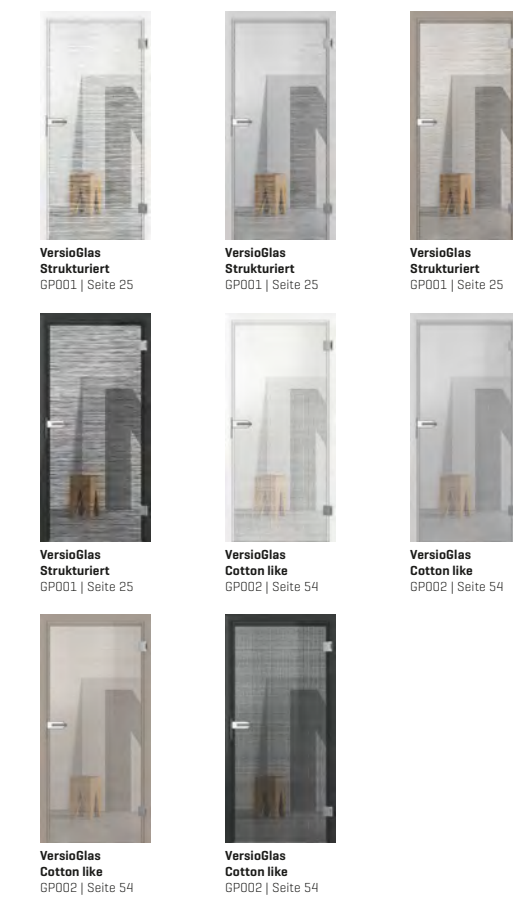 VersioGlas
Strukturiert
GP001 | Seite 25
VersioGlas
Strukturiert
GP001 | Seite 25
VersioGlas
Strukturiert
GP001 | Seite 25
VersioGlas
Strukturiert
GP001 | Seite 25
VersioGlas
Cotton like
GP002 | Seite 54
VersioGlas
Cotton like
GP002 | Seite 54
VersioGlas
Cotton like
GP002 | Seite 54
VersioGlas
Cotton like
GP002 | Seite 54